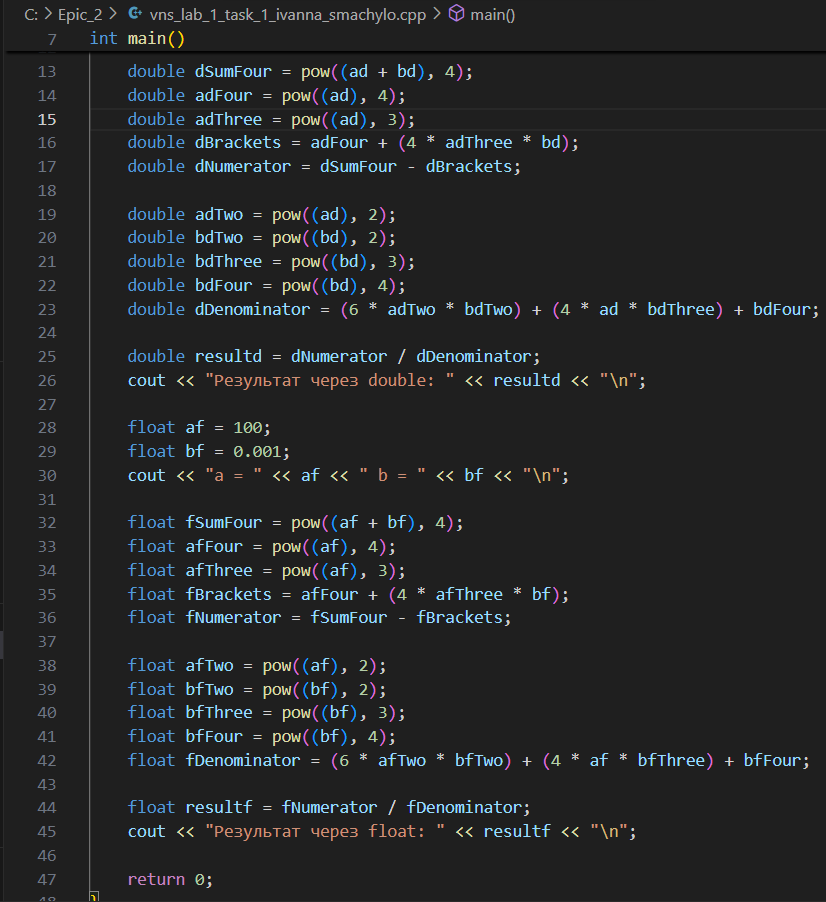 C: > Epic_2 > vns_lab_1_task_1_ivanna_smachylo.cpp > main()
7 int main()
13 double dSumFour = pow((ad + bd), 4);
14 double adFour = pow((ad), 4);
15 double adThree = pow((ad), 3);
16 double dBrackets = adFour + (4 * adThree * bd);
17 double dNumerator = dSumFour - dBrackets;
18
19 double adTwo = pow((ad), 2);
20 double bdTwo = pow((bd), 2);
21 double bdThree = pow((bd), 3);
22 double bdFour = pow((bd), 4);
23 double dDenominator = (6 * adTwo * bdTwo) + (4 * ad * bdThree) + bdFour;
24
25 double resultd = dNumerator / dDenominator;
26 cout << "Результат через double: " << resultd << "\n";
27
28 float af = 100;
29 float bf = 0.001;
30 cout << "a = " << af << " b = " << bf << "\n";
31
32 float fSumFour = pow((af + bf), 4);
33 float afFour = pow((af), 4);
34 float afThree = pow((af), 3);
35 float fBrackets = afFour + (4 * afThree * bf);
36 float fNumerator = fSumFour - fBrackets;
37
38 float afTwo = pow((af), 2);
39 float bfTwo = pow((bf), 2);
40 float bfThree = pow((bf), 3);
41 float bfFour = pow((bf), 4);
42 float fDenominator = (6 * afTwo * bfTwo) + (4 * af * bfThree) + bfFour;
43
44 float resultf = fNumerator / fDenominator;
45 cout << "Результат через float: " << resultf << "\n";
46
47 return 0;
48 }